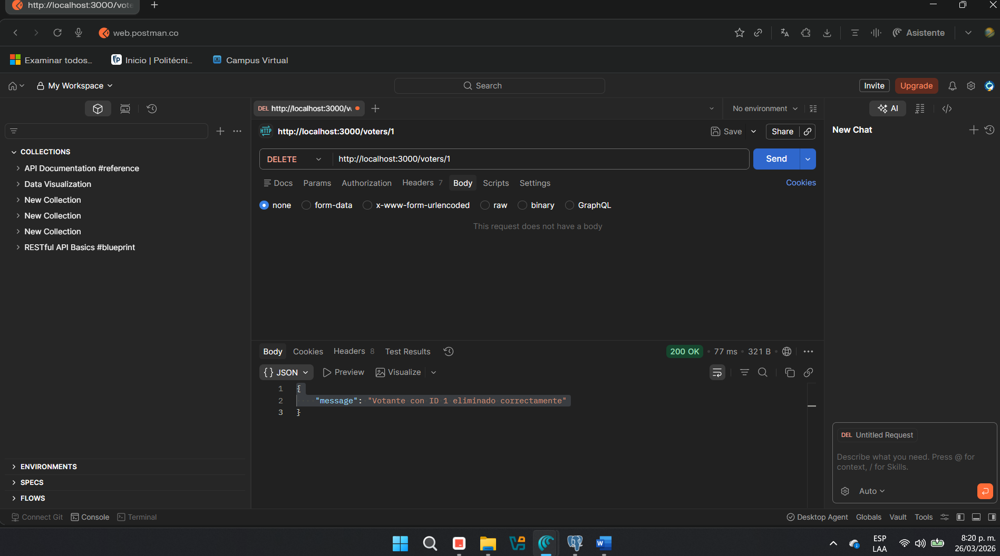 http://localhost:3000/vote
web.postman.co
Asistente
Examinar todos...
Inicio | Politécni...
Campus Virtual
My Workspace
Search
Invite
Upgrade
DEL http://localhost:3000/v
No environment
AI
HTTP http://localhost:3000/voters/1
Save
Share
New Chat
COLLECTIONS
API Documentation #reference
Data Visualization
New Collection
New Collection
New Collection
RESTful API Basics #blueprint
DELETE
http://localhost:3000/voters/1
Send
Docs
Params
Authorization
Headers 7
Body
Scripts
Settings
Cookies
none
form-data
x-www-form-urlencoded
raw
binary
GraphQL
This request does not have a body
Body
Cookies
Headers 8
Test Results
200 OK • 77 ms • 321 B
{} JSON
Preview
Visualize
1 {
2 "message": "Votante con ID 1 eliminado correctamente"
3 }
DEL Untitled Request
Describe what you need. Press @ for
context, / for Skills.
Auto
ENVIRONMENTS
SPECS
FLOWS
Connect Git
Console
Terminal
Desktop Agent
Globals
Vault
Tools
W
ESP
LAA
8:20 p. m.
26/03/2026